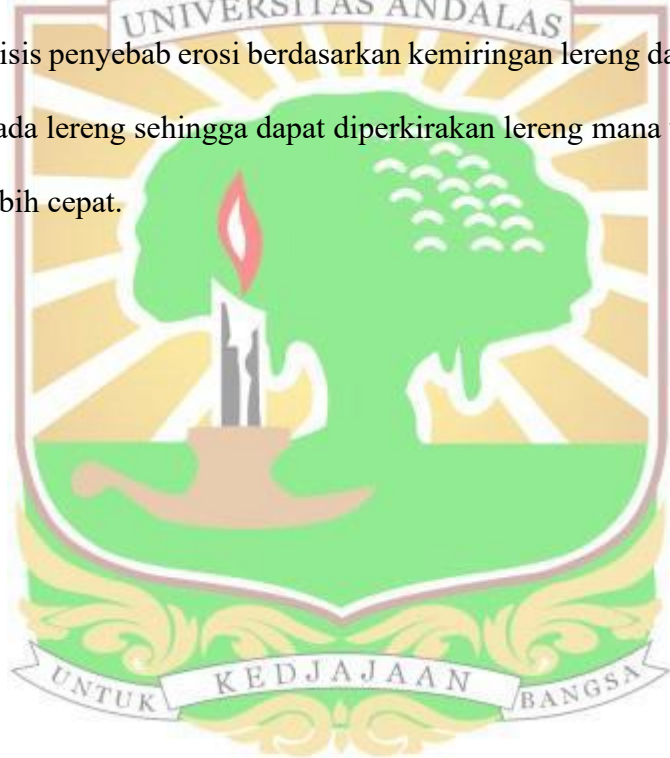 UNIVERSITAS ANDALAS
isis penyebab erosi berdasarkan kemiringan lereng da
ada lereng sehingga dapat diperkirakan lereng mana
bih cepat.
UNTUK KEDJAJAAN BANGSA